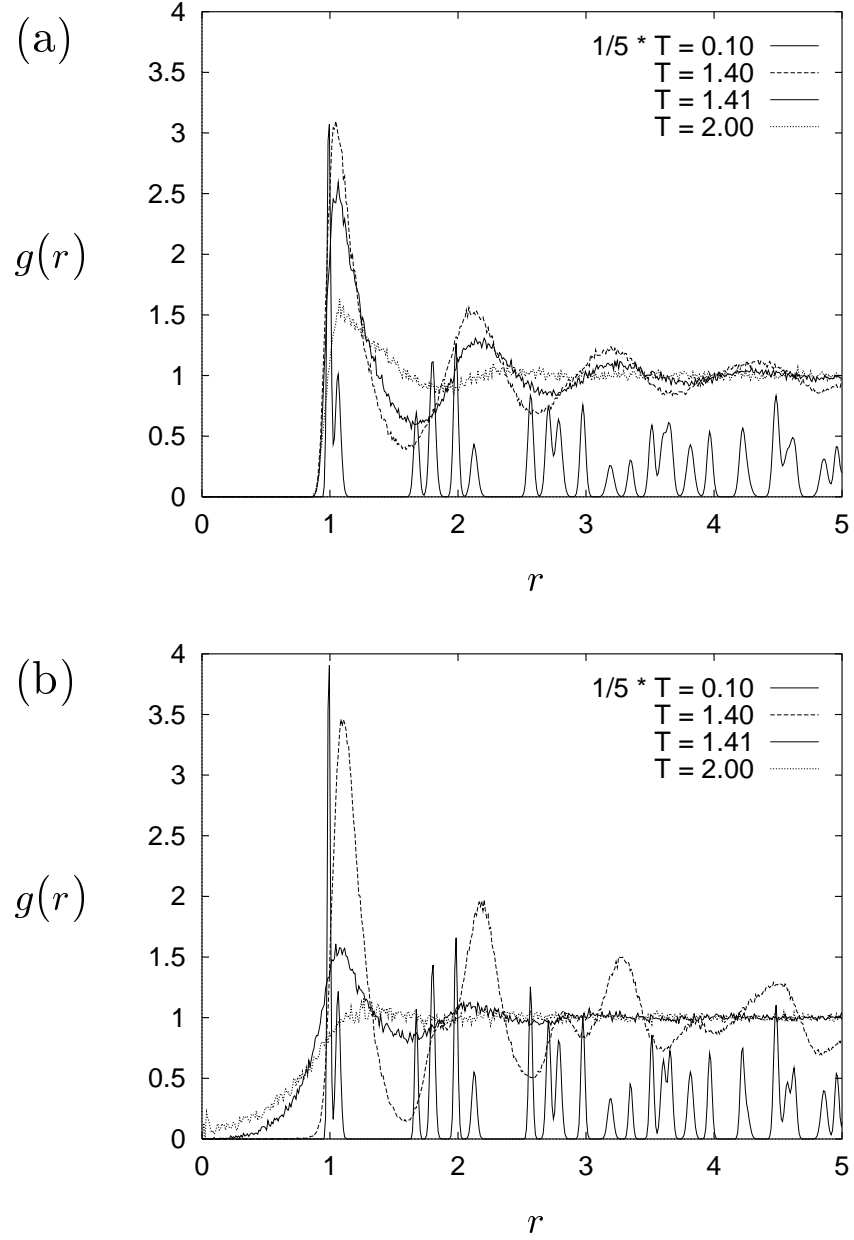 (a)
4
3.5
3
2.5
2
1.5
1
0.5
0
g(r)
1/5 * T = 0.10
T = 1.40
T = 1.41
T = 2.00
0 1 2 3 4 5
r
(b)
4
3.5
3
2.5
2
1.5
1
0.5
0
g(r)
1/5 * T = 0.10
T = 1.40
T = 1.41
T = 2.00
0 1 2 3 4 5
r